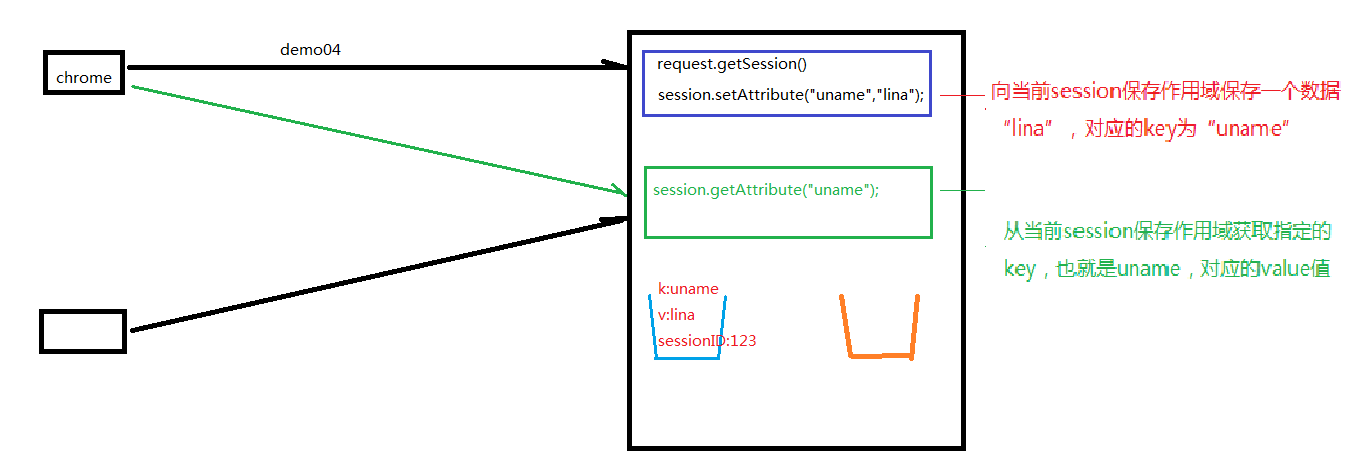 demo04
chrome
request.getSession()
session.setAttribute("uname","lina");
向当前session保存作用域保存一个数据
“lina”，对应的key为“uname”
session.getAttribute("uname");
从当前session保存作用域获取指定的
key，也就是uname，对应的value值
k:uname
v:lina
sessionID:123